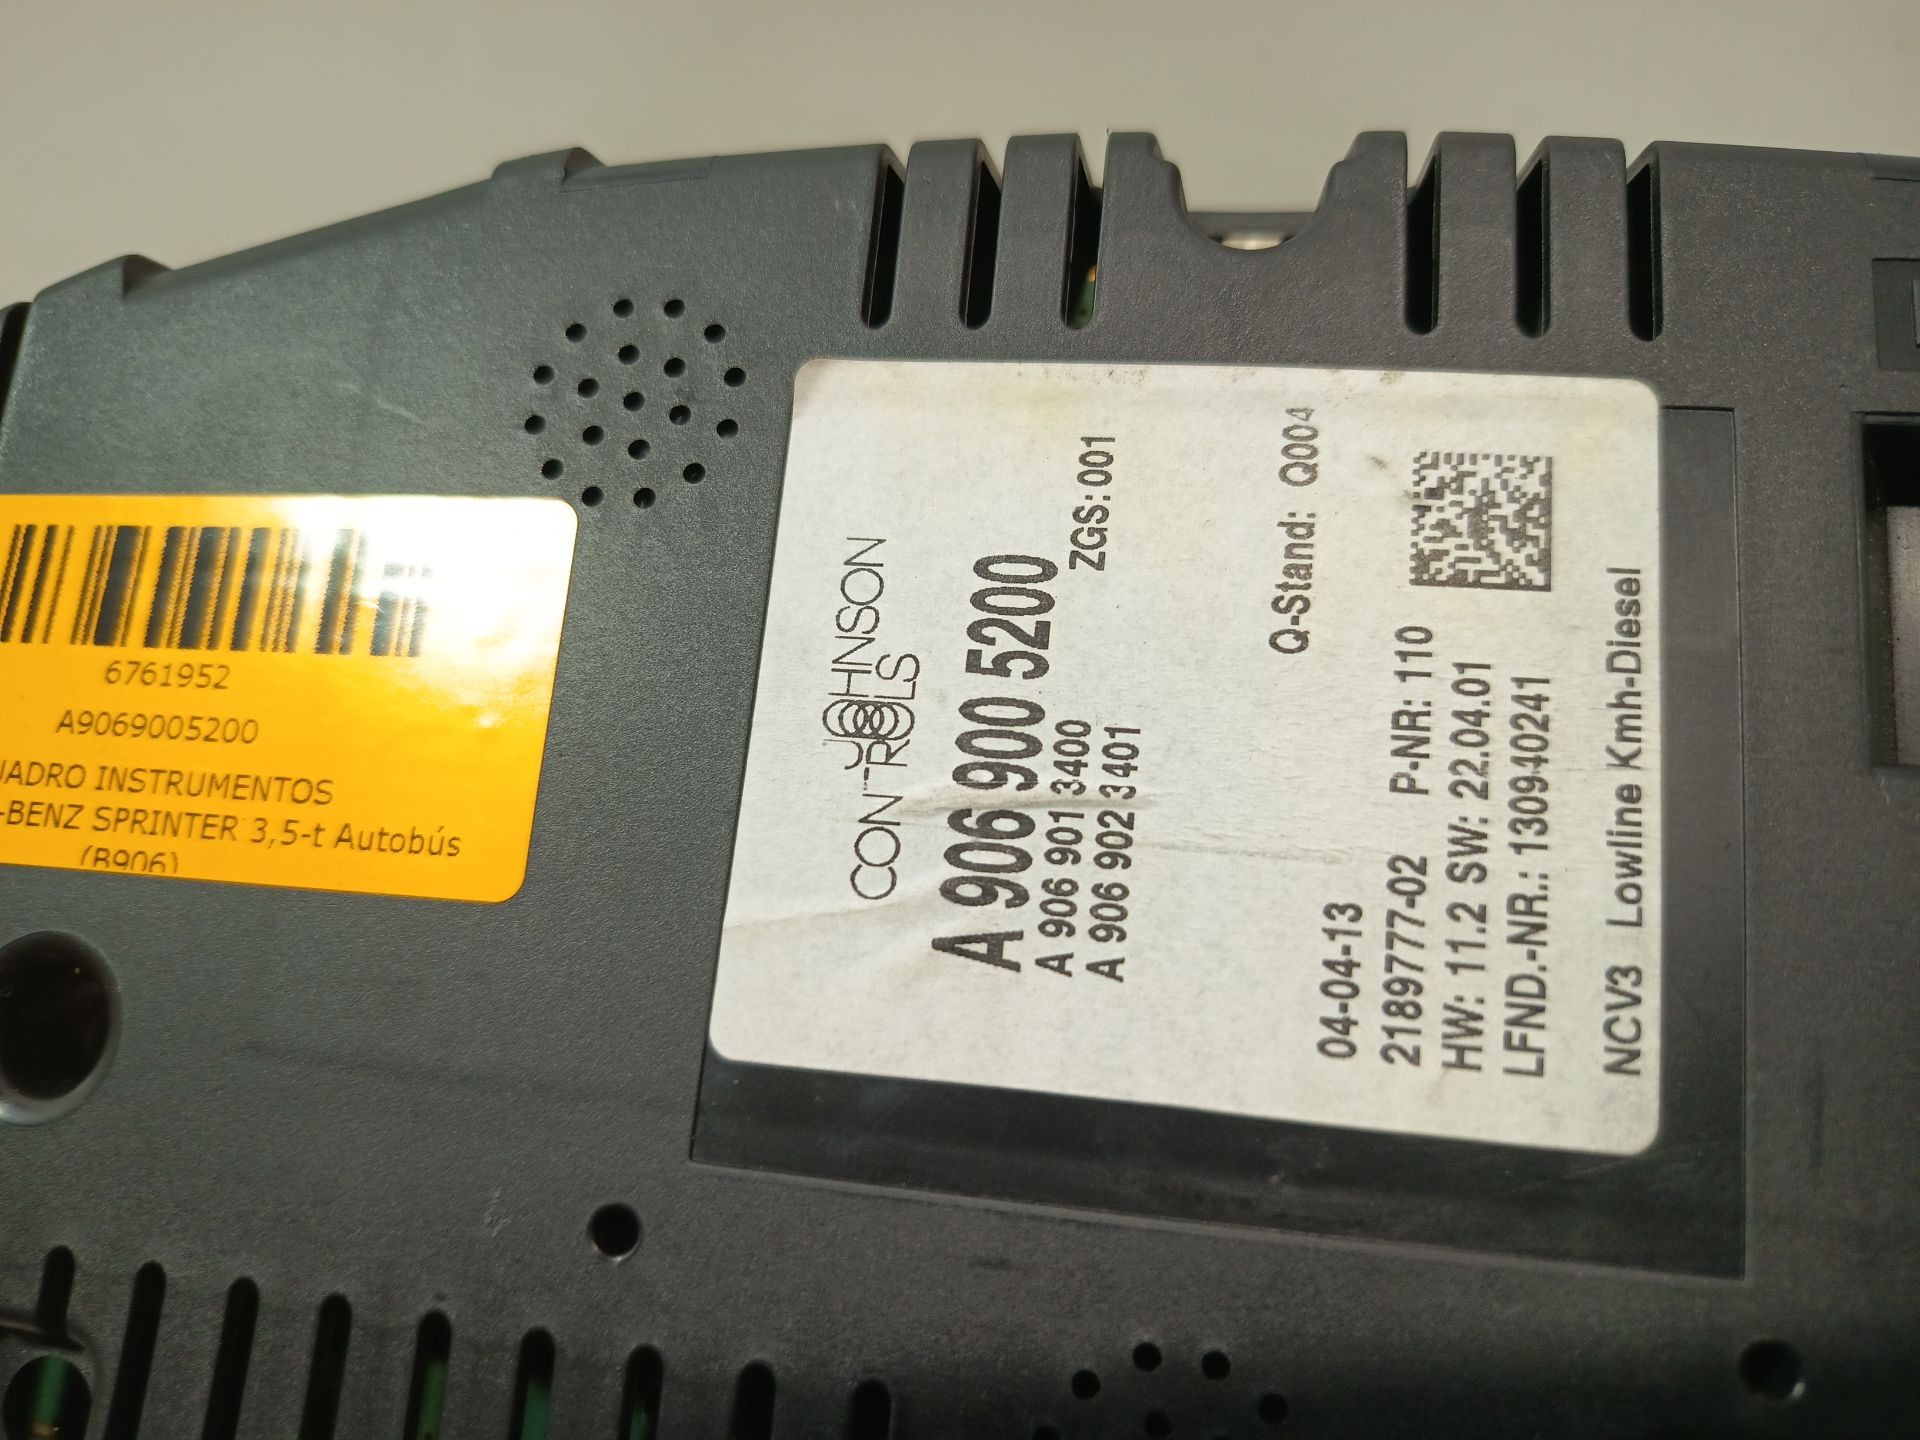 6761952
A9069005200
INSTRUMENTOS
-BENZ SPRINTER 3,5-t Autobús
(B906)
JOHNSON
CONTROLS
A 906 900 5200
A 906 901 3400 ZGS: 001
A 906 902 3401
Q-Stand: Q004
04-04-13
21897777-02 P-NR: 110
HW: 11.2 SW: 22.04.01
LFND.-NR.: 130940241
NCV3 Lowline Kmh-Diesel